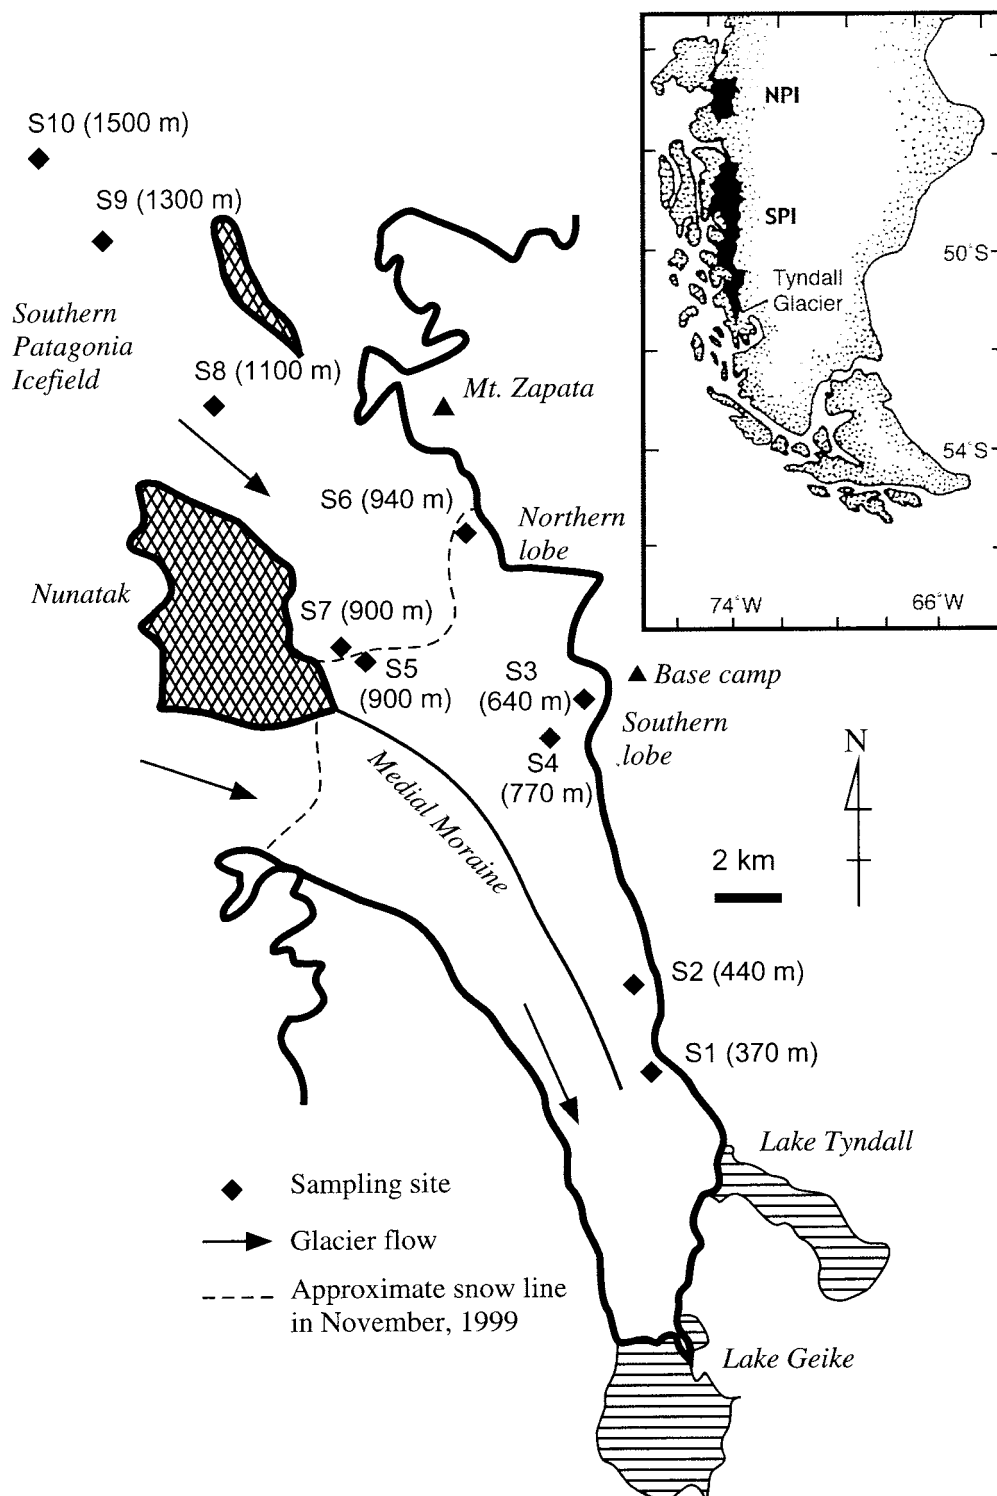 S10 (1500 m)
S9 (1300 m)
Southern
Patagonia
Icefield
S8 (1100 m)
Mt. Zapata
S6 (940 m)
Northern
lobe
Nunatak
S7 (900 m)
S5
(900 m)
S3
(640 m)
Base camp
Southern
lobe
S4
(770 m)
Medial Moraine
N
2 km
S2 (440 m)
S1 (370 m)
Lake Tyndall
Lake Geike
Sampling site
Glacier flow
Approximate snow line
in November, 1999
NPI
SPI
50°S
Tyndall
Glacier
54°S
74°W
66°W